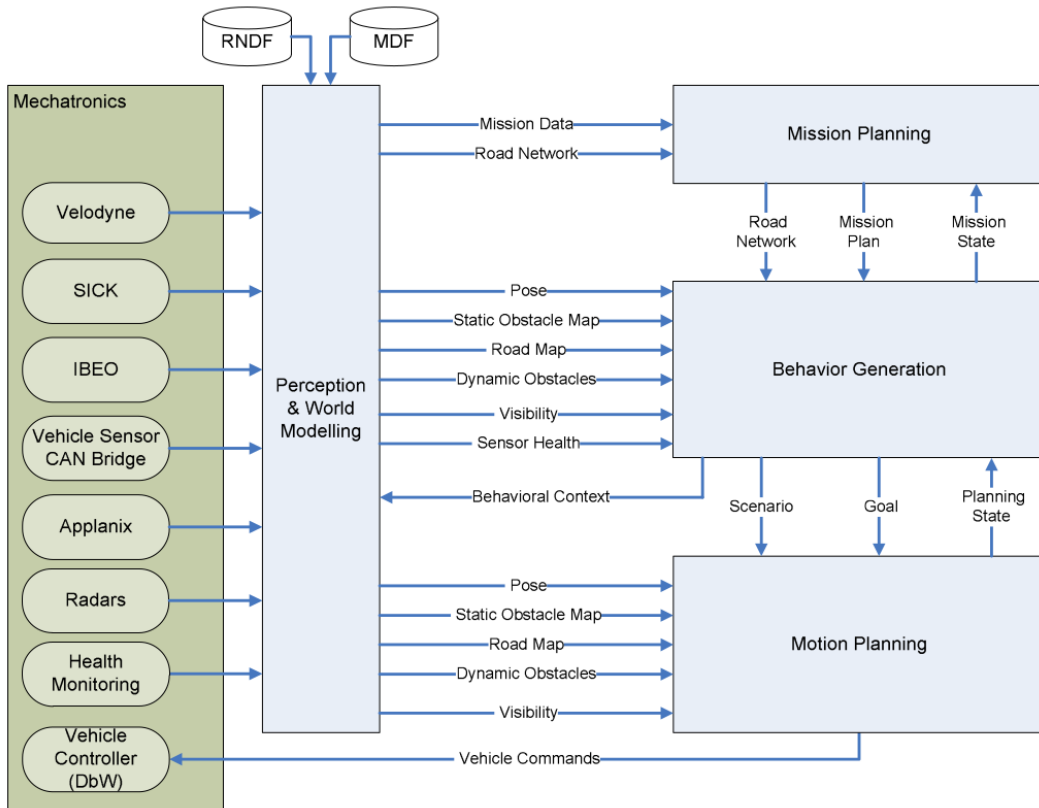 RNDF
MDF
Mechatronics
Velodyne
SICK
IBEO
Vehicle Sensor
CAN Bridge
Applanix
Radars
Health
Monitoring
Vehicle
Controller
(DbW)
Perception
& World
Modelling
Mission Data
Road Network
Mission Planning
Road
Network
Mission
Plan
Mission
State
Pose
Static Obstacle Map
Road Map
Dynamic Obstacles
Visibility
Sensor Health
Behavior Generation
Behavioral Context
Scenario
Goal
Planning
State
Pose
Static Obstacle Map
Road Map
Dynamic Obstacles
Visibility
Motion Planning
Vehicle Commands